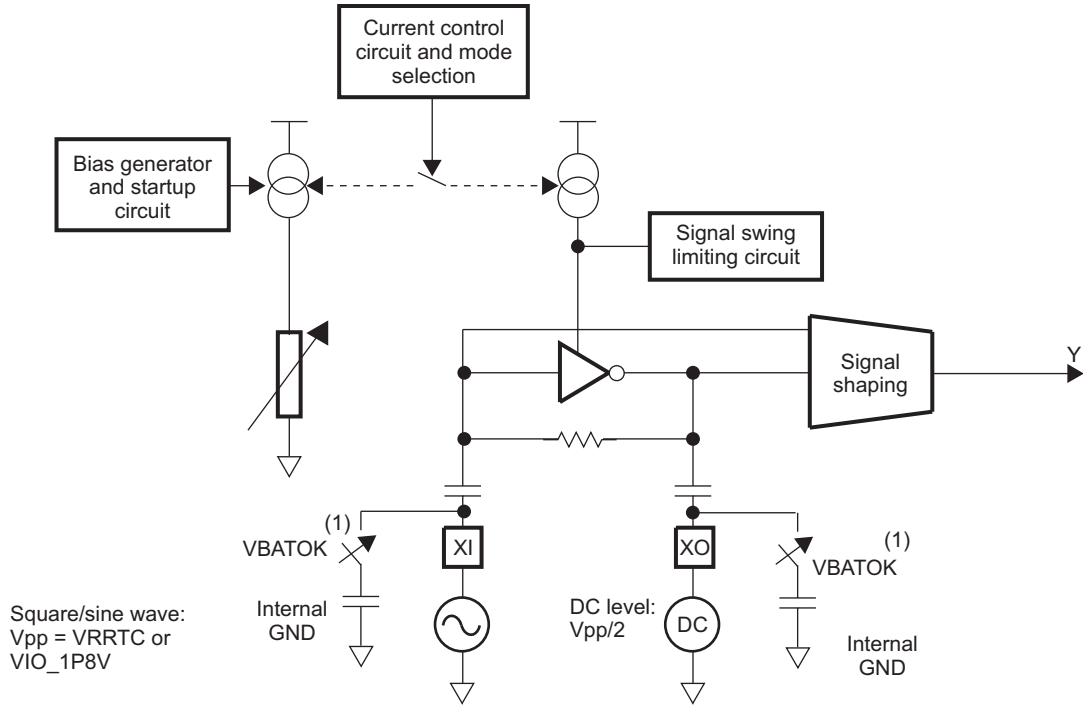 Current control
circuit and mode
selection
Bias generator
and startup
circuit
Signal swing
limiting circuit
Signal
shaping
Y
(1)
VBATOK
XI
XO
(1)
VBATOK
Internal
GND
DC level:
Vpp/2
DC
Internal
GND
Square/sine wave:
Vpp = VRRTC or
VIO_1P8V